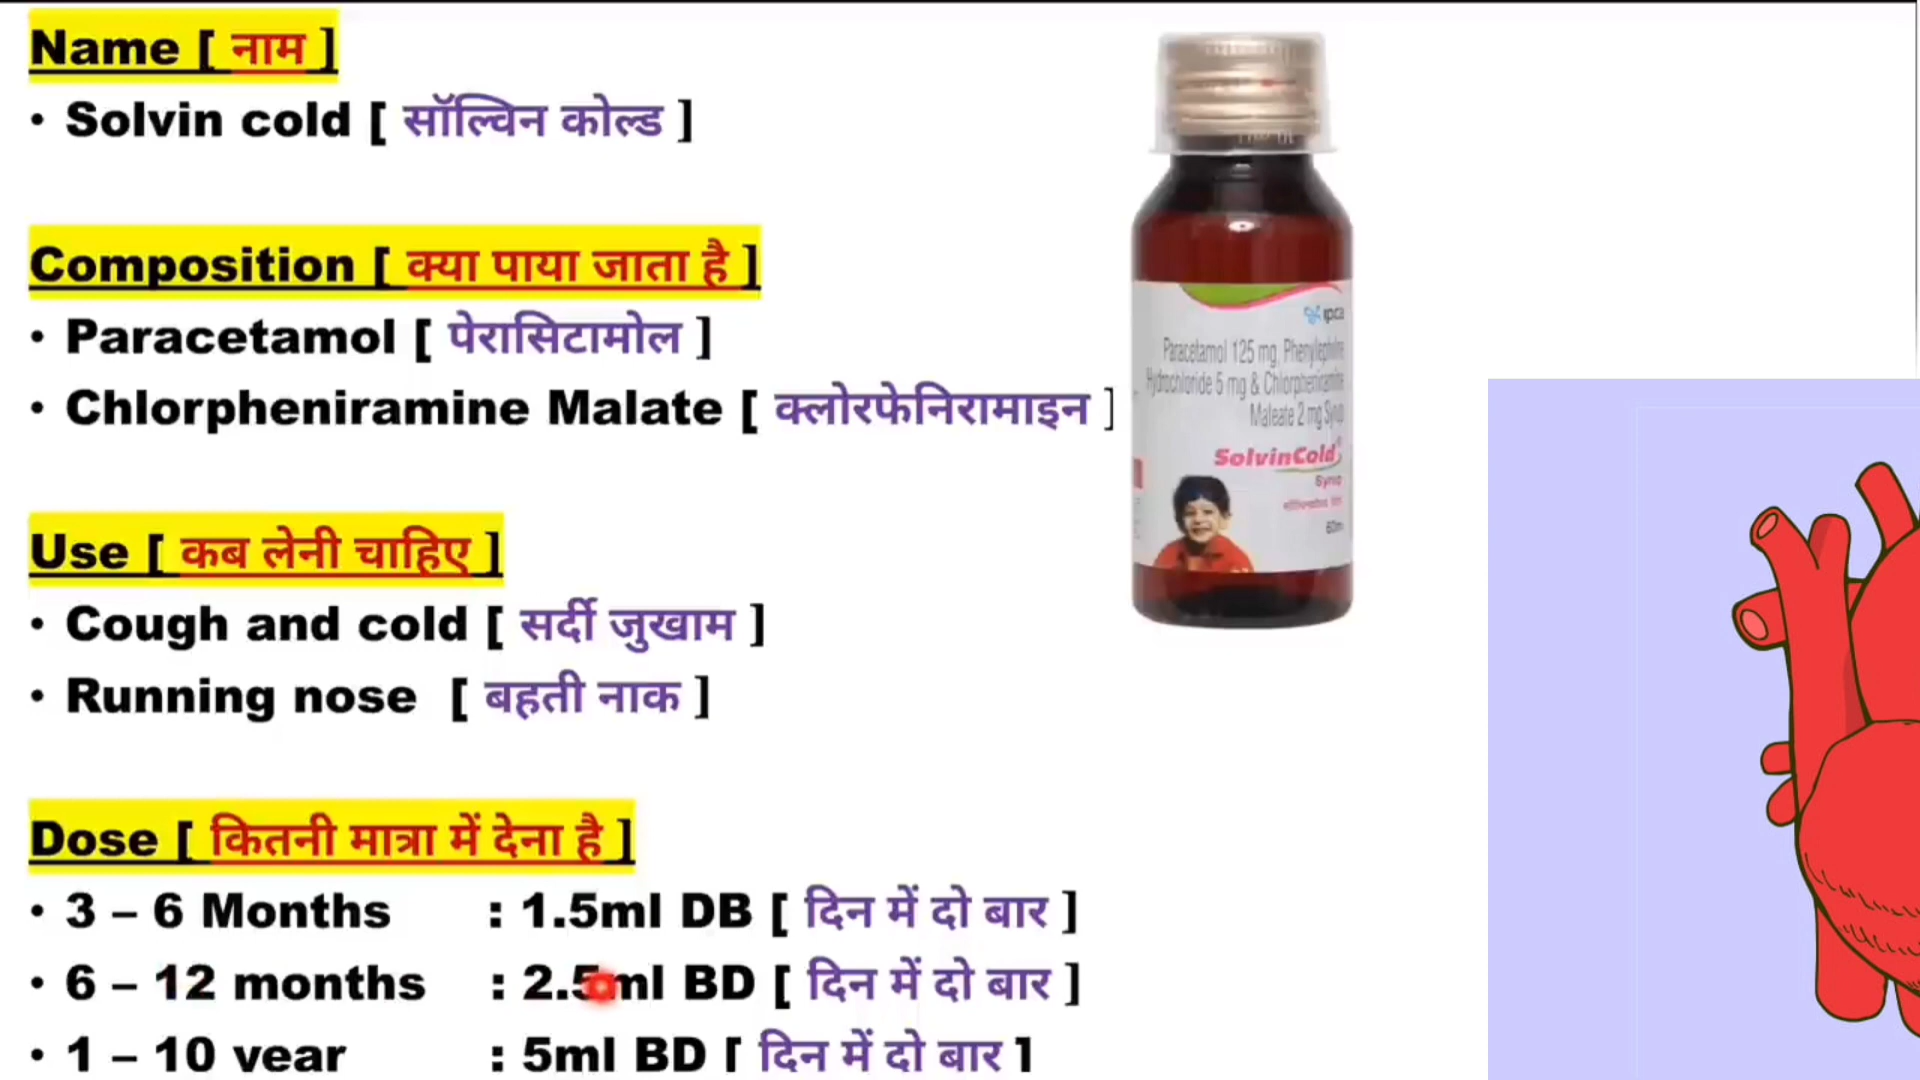 Name [ नाम ]
• Solvin cold [ सॉल्विन कोल्ड ]
Composition [ क्या पाया जाता है ]
• Paracetamol [ पेरासिटामोल ]
• Chlorpheniramine Malate [ क्लोरफेनिरामाइन ]
Use [ कब लेनी चाहिए ]
• Cough and cold [ सर्दी जुखाम ]
• Running nose [ बहती नाक ]
Dose [ कितनी मात्रा में देना है ]
• 3 – 6 Months : 1.5ml DB [ दिन में दो बार ]
• 6 – 12 months : 2.5ml BD [ दिन में दो बार ]
• 1 – 10 year : 5ml BD [ दिन में दो बार ]
ipca
Paracetamol 125 mg, Phenylephrine
Hydrochloride 5 mg & Chlorpheniramine
Maleate 2 mg Syrup
SolvinCold
Syrup